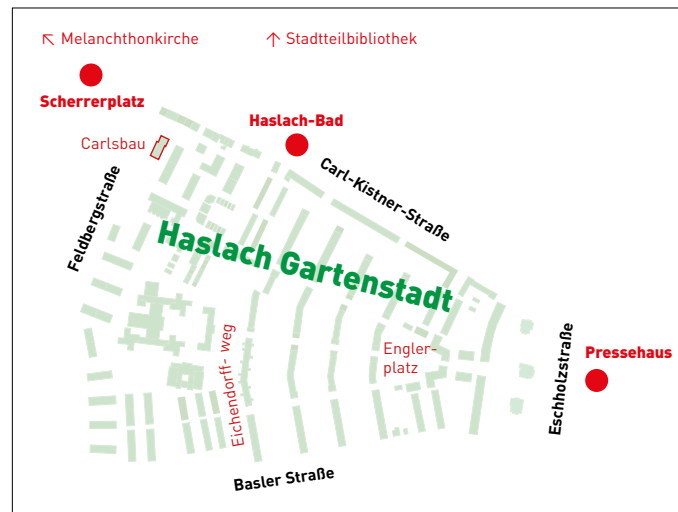 Melanchthonkirche
Stadtteilbibliothek
Scherrerplatz
Haslach-Bad
Carlsbau
Carl-Kistner-Straße
Feldbergstraße
Haslach Gartenstadt
Eichendorff- weg
Engler-
platz
Eschholzstraße
Pressehaus
Basler Straße